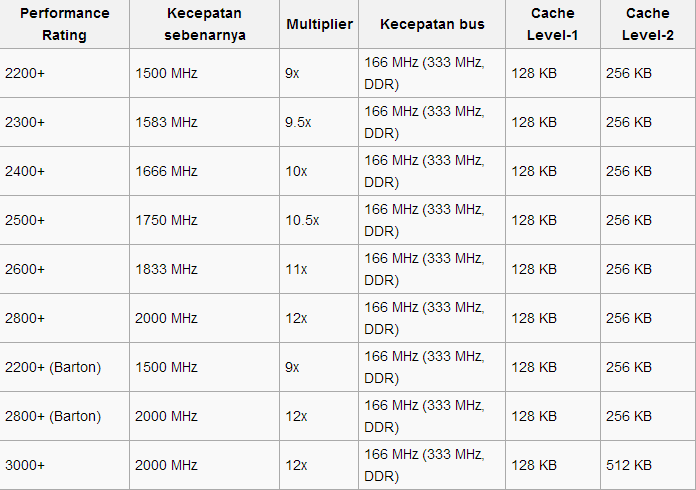 Performance Rating Kecepatan sebenarnya Multiplier Kecepatan bus Cache Level-1 Cache Level-2
2200+ 1500 MHz 9x 166 MHz (333 MHz, DDR) 128 KB 256 KB
2300+ 1583 MHz 9.5x 166 MHz (333 MHz, DDR) 128 KB 256 KB
2400+ 1666 MHz 10x 166 MHz (333 MHz, DDR) 128 KB 256 KB
2500+ 1750 MHz 10.5x 166 MHz (333 MHz, DDR) 128 KB 256 KB
2600+ 1833 MHz 11x 166 MHz (333 MHz, DDR) 128 KB 256 KB
2800+ 2000 MHz 12x 166 MHz (333 MHz, DDR) 128 KB 256 KB
2200+ (Barton) 1500 MHz 9x 166 MHz (333 MHz, DDR) 128 KB 256 KB
2800+ (Barton) 2000 MHz 12x 166 MHz (333 MHz, DDR) 128 KB 256 KB
3000+ 2000 MHz 12x 166 MHz (333 MHz, DDR) 128 KB 512 KB